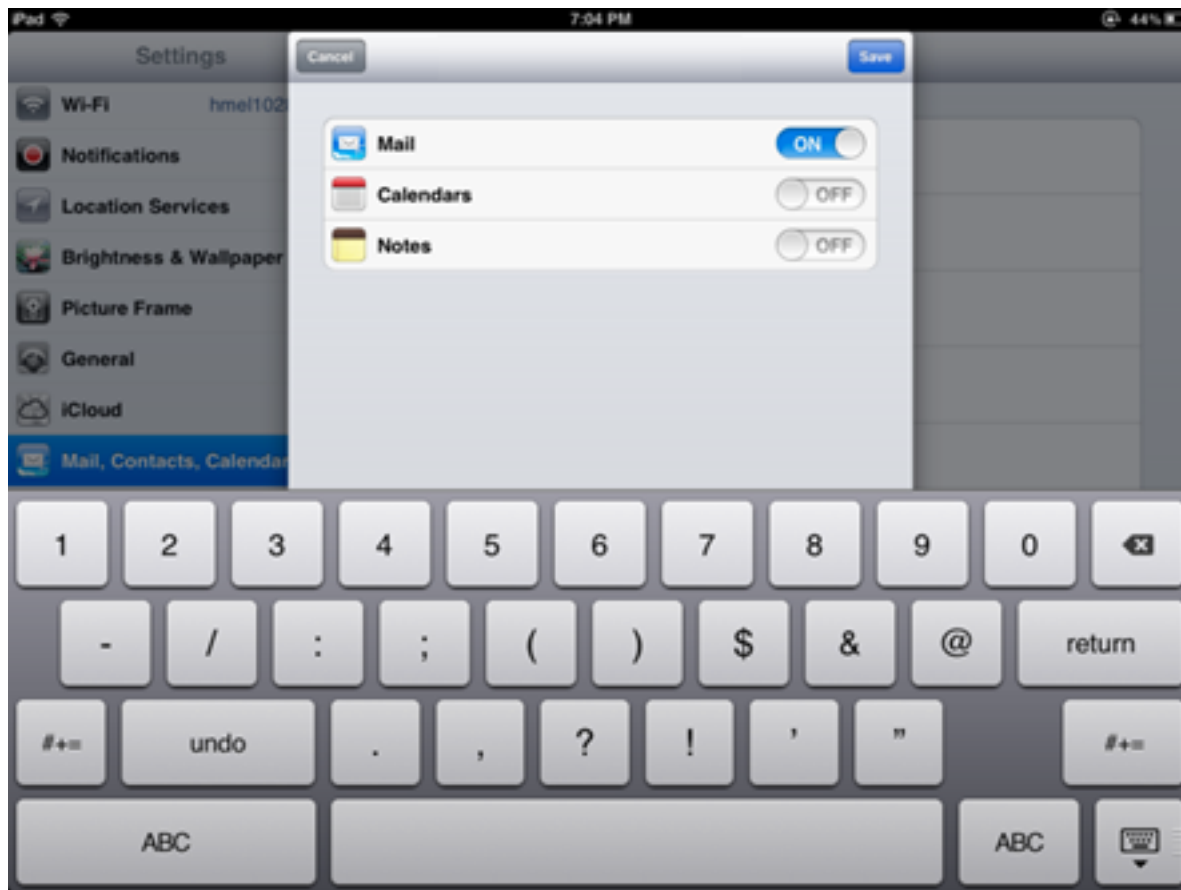 iPad 7:04 PM 44%
Settings Cancel Save
Wi-Fi hmel102
Notifications
Location Services
Brightness & Wallpaper
Picture Frame
General
iCloud
Mail, Contacts, Calendar
Mail ON
Calendars OFF
Notes OFF
1 2 3 4 5 6 7 8 9 0
- / : ; ( ) $ & @ return
#+= undo . , ? ! ' " #+=
ABC ABC